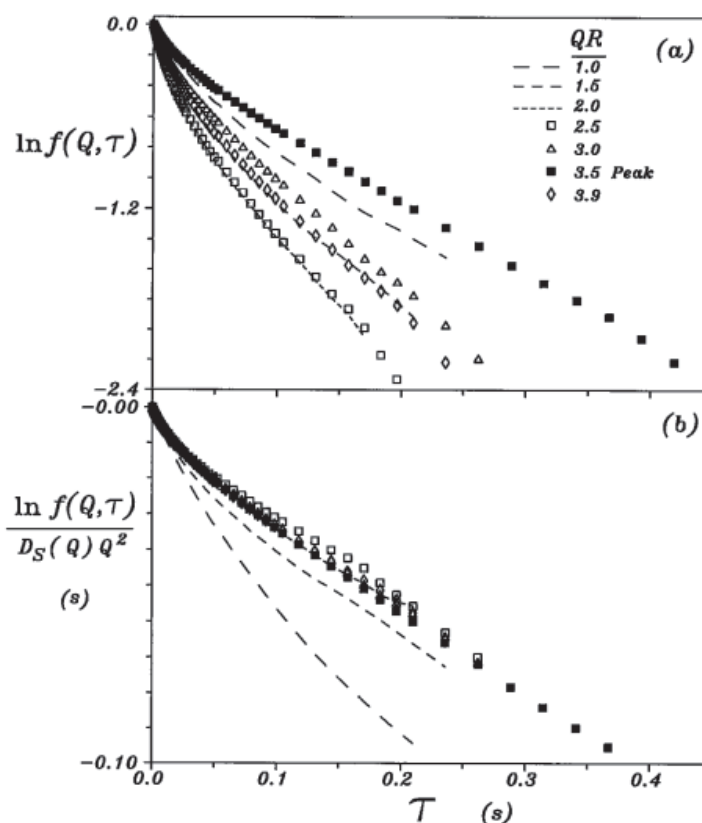 0.0
QR
(a)
1.0
1.5
2.0
ln f(Q,τ)
2.5
3.0
3.5 Peak
-1.2
3.9
-2.4
-0.00
(b)
ln f(Q,τ)
D_S(Q)Q²
(s)
-0.10
0.0 0.1 0.2 0.3 0.4
τ (s)